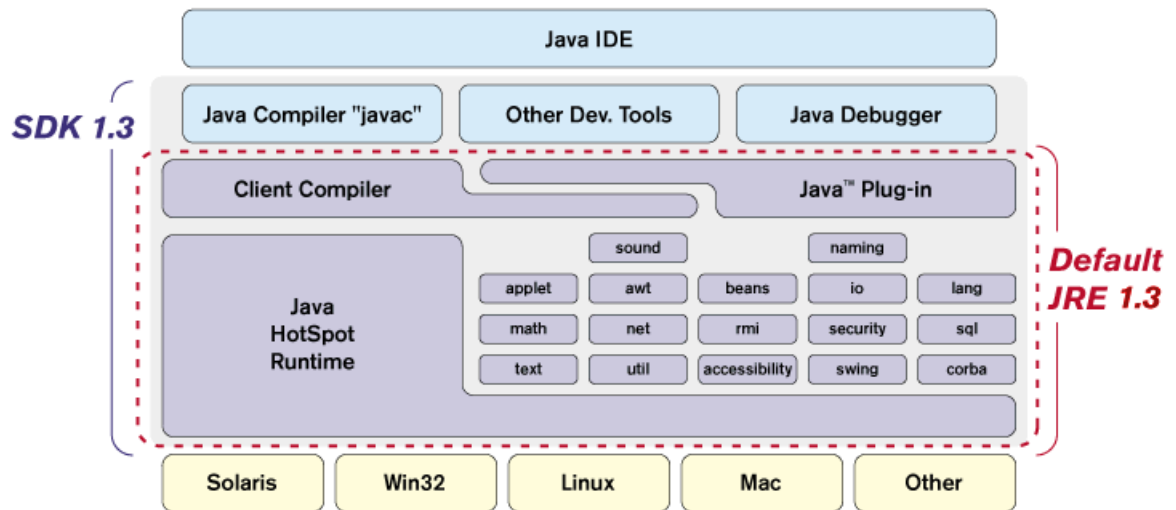 Java IDE
SDK 1.3
Java Compiler "javac"
Other Dev. Tools
Java Debugger
Client Compiler
Java™ Plug-in
sound
naming
applet
awt
beans
io
lang
math
net
rmi
security
sql
text
util
accessibility
swing
corba
Java
HotSpot
Runtime
Default
JRE 1.3
Solaris
Win32
Linux
Mac
Other